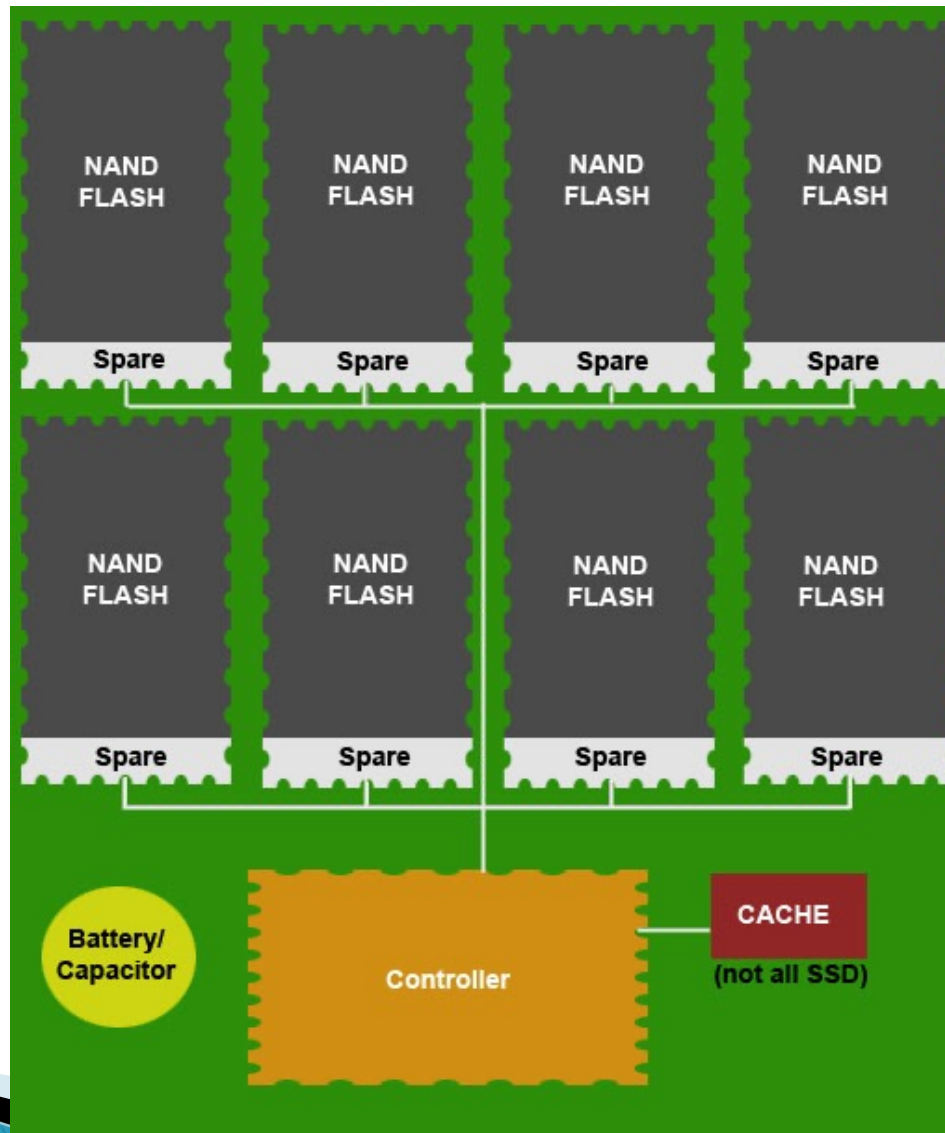 NAND
FLASH
NAND
FLASH
NAND
FLASH
NAND
FLASH
Spare
Spare
Spare
Spare
NAND
FLASH
NAND
FLASH
NAND
FLASH
NAND
FLASH
Spare
Spare
Spare
Spare
Battery/
Capacitor
Controller
CACHE
(not all SSD)